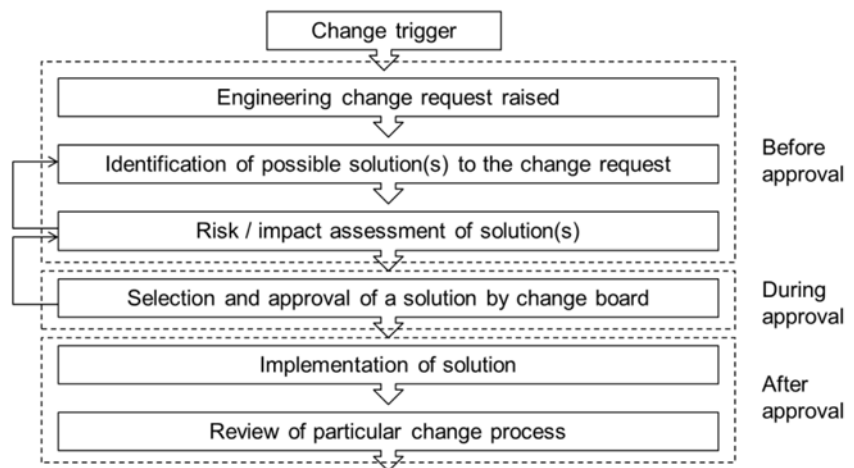 Change trigger
Engineering change request raised
Identification of possible solution(s) to the change request
Before
approval
Risk / impact assessment of solution(s)
Selection and approval of a solution by change board
During
approval
Implementation of solution
After
approval
Review of particular change process